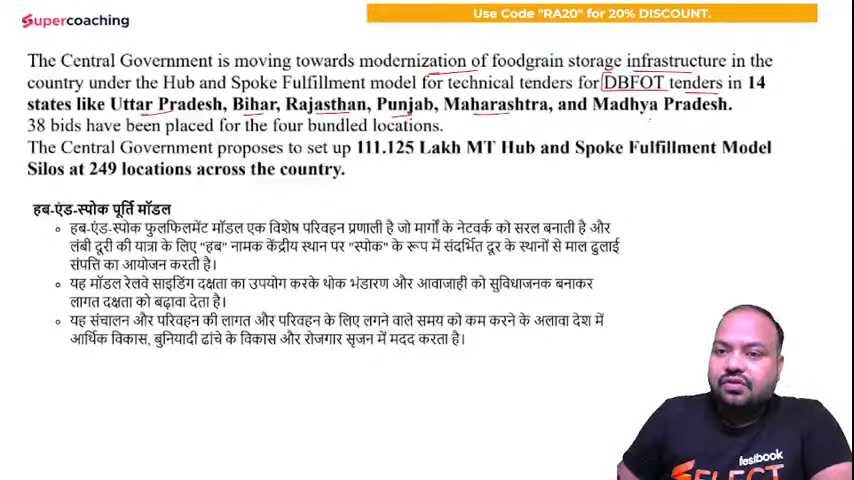 Supercoaching
Use Code "RA20" for 20% DISCOUNT.
The Central Government is moving towards modernization of foodgrain storage infrastructure in the
country under the Hub and Spoke Fulfillment model for technical tenders for DBFOT tenders in 14
states like Uttar Pradesh, Bihar, Rajasthan, Punjab, Maharashtra, and Madhya Pradesh.
38 bids have been placed for the four bundled locations.
The Central Government proposes to set up 111.125 Lakh MT Hub and Spoke Fulfillment Model
Silos at 249 locations across the country.
हब-एंड-स्पोक पूर्ति मॉडल
हब-एंड-स्पोक फुलफिलमेंट मॉडल एक विशेष परिवहन प्रणाली है जो मार्गों के नेटवर्क को सरल बनाती है और
लंबी दूरी की यात्रा के लिए "हब" नामक केंद्रीय स्थान पर "स्पोक" के रूप में संदर्भित दूर के स्थानों से माल ढुलाई
संपत्ति का आयोजन करती है।
यह मॉडल रेलवे साइडिंग दक्षता का उपयोग करके थोक भंडारण और आवाजाही को सुविधाजनक बनाकर
लागत दक्षता को बढ़ावा देता है।
यह संचालन और परिवहन की लागत और परिवहन के लिए लगने वाले समय को कम करने के अलावा देश में
आर्थिक विकास, बुनियादी ढांचे के विकास और रोजगार सृजन में मदद करता है।
testbook
SELECT